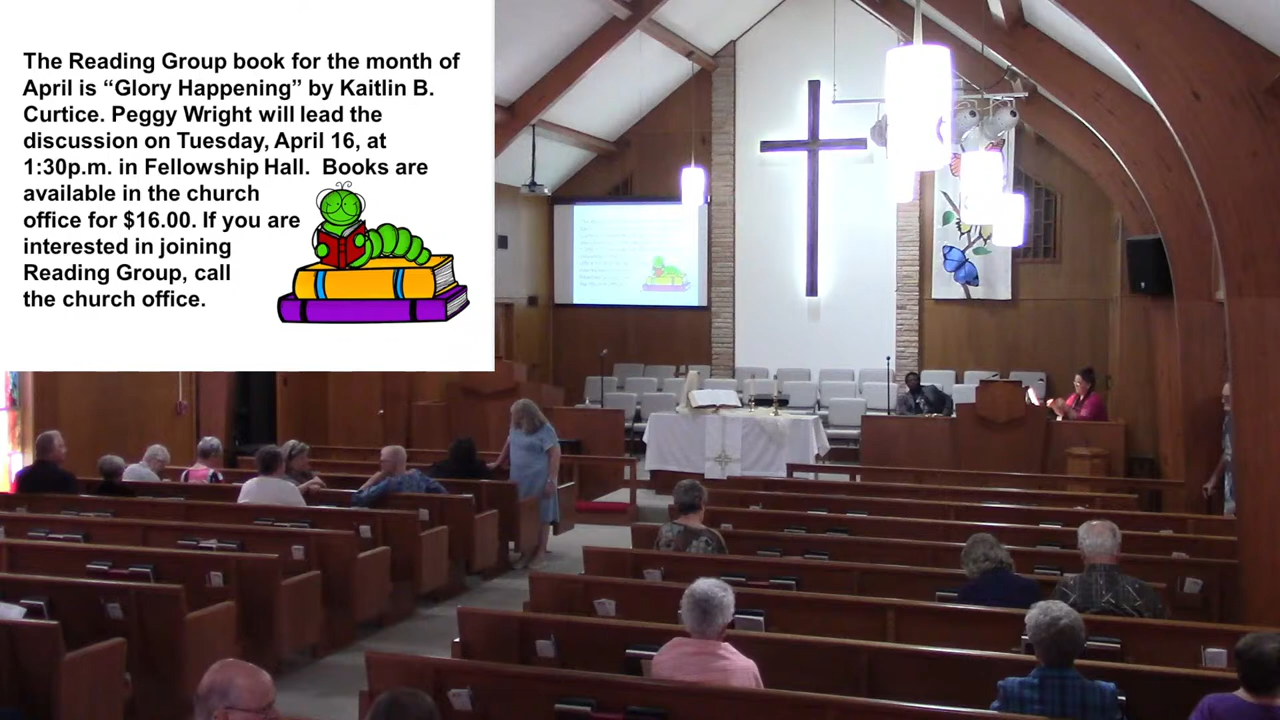 The Reading Group book for the month of
April is “Glory Happening” by Kaitlin B.
Curtice. Peggy Wright will lead the
discussion on Tuesday, April 16, at
1:30p.m. in Fellowship Hall.  Books are
available in the church
office for $16.00. If you are
interested in joining
Reading Group, call
the church office.